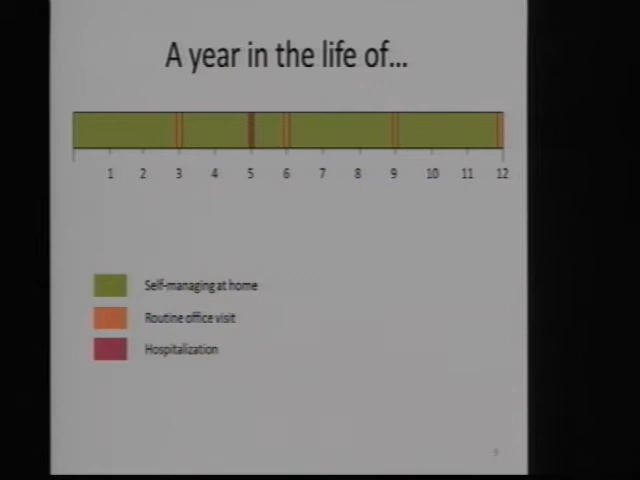 A year in the life of...
1 2 3 4 5 6 7 8 9 10 11 12
Self-managing at home
Routine office visit
Hospitalization
9